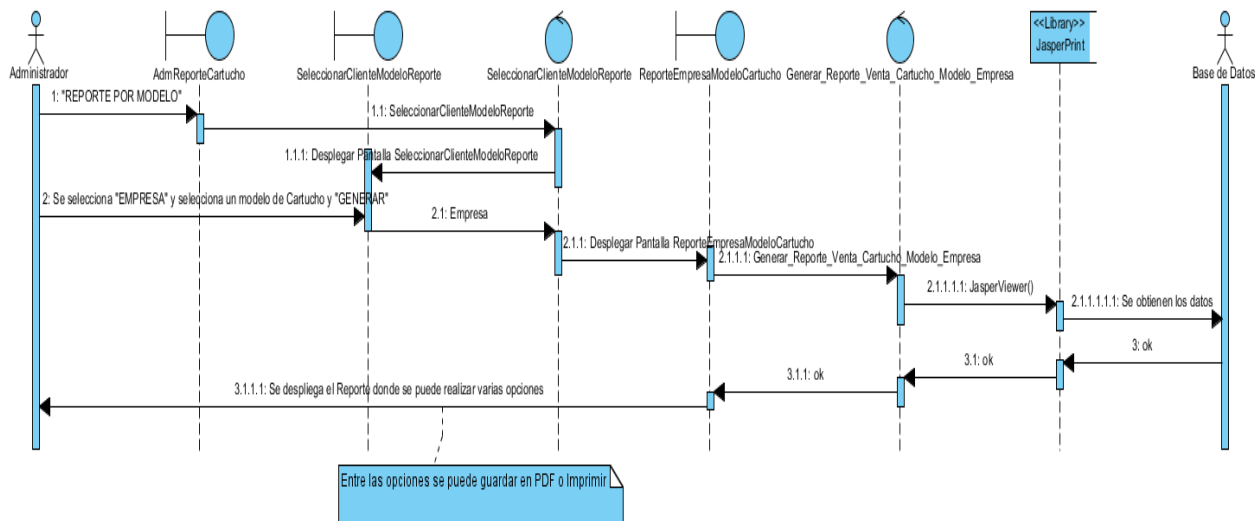 <<Library>>
JasperPrint
Administrador
AdmReporteCartucho
SeleccionarClienteModeloReporte
SeleccionarClienteModeloReporte
ReporteEmpresaModeloCartucho
Generar_Reporte_Venta_Cartucho_Modelo_Empresa
Base de Datos
1: "REPORTE POR MODELO"
1.1: SeleccionarClienteModeloReporte
1.1.1: Desplegar Pantalla SeleccionarClienteModeloReporte
2: Se selecciona "EMPRESA" y selecciona un modelo de Cartucho y "GENERAR"
2.1: Empresa
2.1.1: Desplegar Pantalla ReporteEmpresaModeloCartucho
2.1.1.1: Generar_Reporte_Venta_Cartucho_Modelo_Empresa
2.1.1.1.1: JasperViewer()
2.1.1.1.1.1: Se obtienen los datos
3: ok
3.1: ok
3.1.1: ok
3.1.1.1: Se despliega el Reporte donde se puede realizar varias opciones
Entre las opciones se puede guardar en PDF o Imprimir